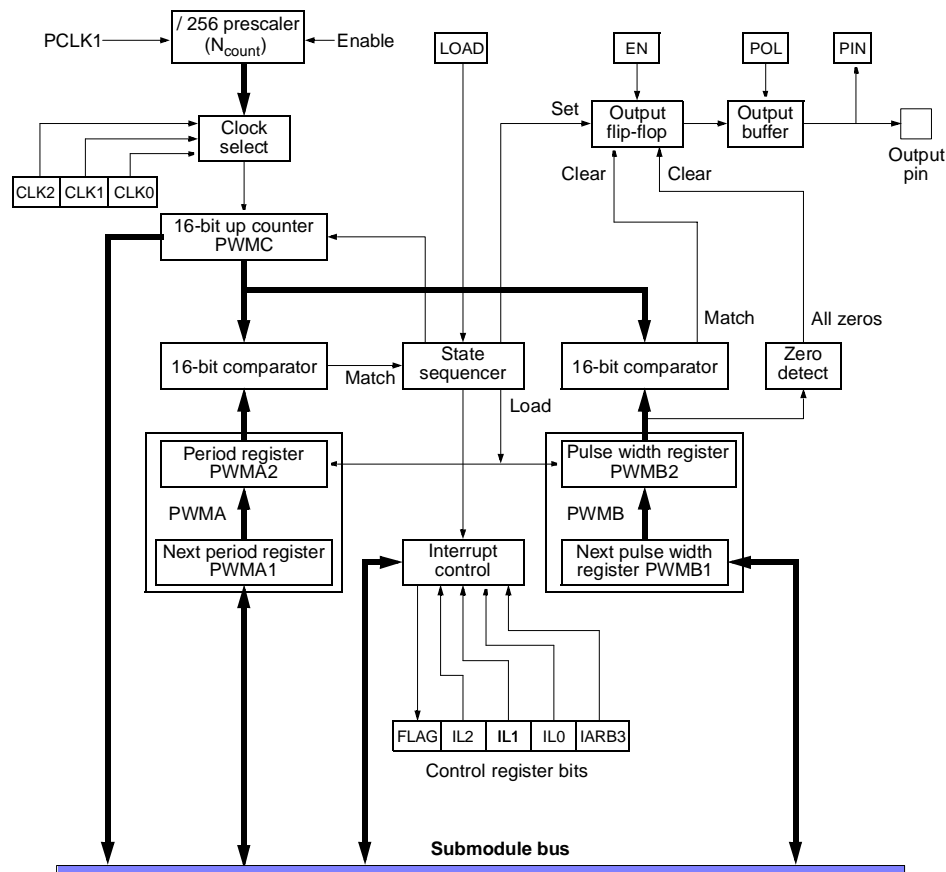 / 256 prescaler
(Ncount)
PCLK1
Enable
LOAD
EN
POL
PIN
Set
Output
flip-flop
Output
buffer
Clock
select
Output
pin
Clear
Clear
CLK2 CLK1 CLK0
16-bit up counter
PWMC
Match
All zeros
16-bit comparator
Match
State
sequencer
16-bit comparator
Zero
detect
Load
Period register
PWMA2
Pulse width register
PWMB2
PWMA
PWMB
Next period register
PWMA1
Interrupt
control
Next pulse width
register PWMB1
FLAG IL2 IL1 IL0 IARB3
Control register bits
Submodule bus